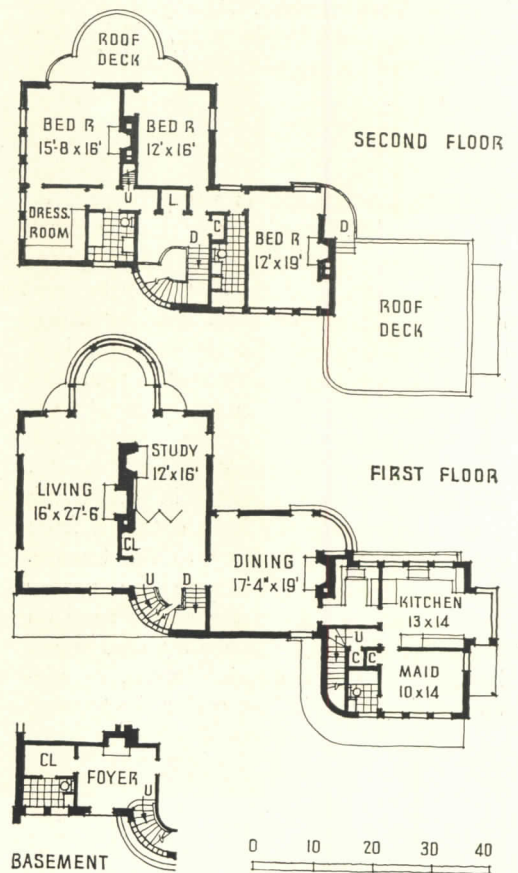 ROOF
DECK
SECOND FLOOR
BED R
15'-8 x 16'
BED R
12' x 16'
U
L
DRESS.
ROOM
D
C
BED R
12' x 19'
D
ROOF
DECK
FIRST FLOOR
STUDY
12' x 16'
LIVING
16' x 27'-6
CL
U
D
DINING
17'-4" x 19'
KITCHEN
13 x 14
U
C
C
MAID
10 x 14
CL
FOYER
U
BASEMENT
0 10 20 30 40